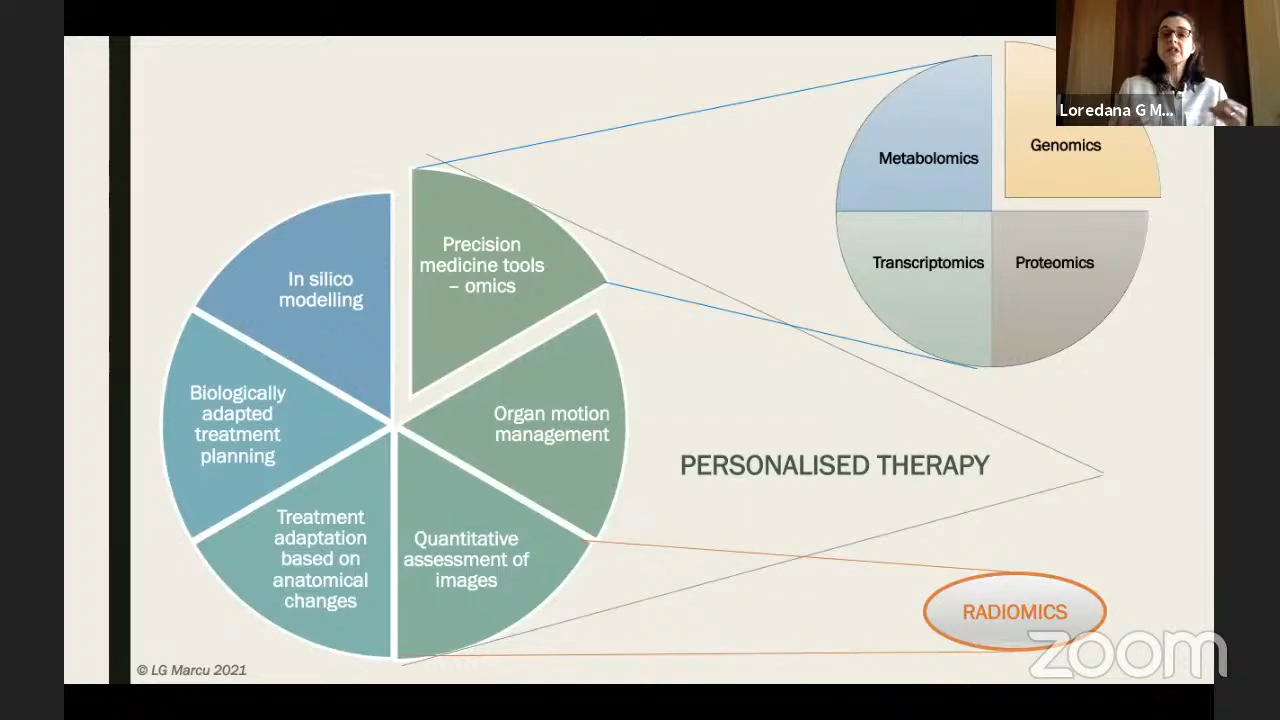 Loredana G M...
Metabolomics
Genomics
Transcriptomics
Proteomics
Precision
medicine tools
– omics
In silico
modelling
Biologically
adapted
treatment
planning
Organ motion
management
Treatment
adaptation
based on
anatomical
changes
Quantitative
assessment of
images
PERSONALISED THERAPY
RADIOMICS
© LG Marcu 2021
zoom